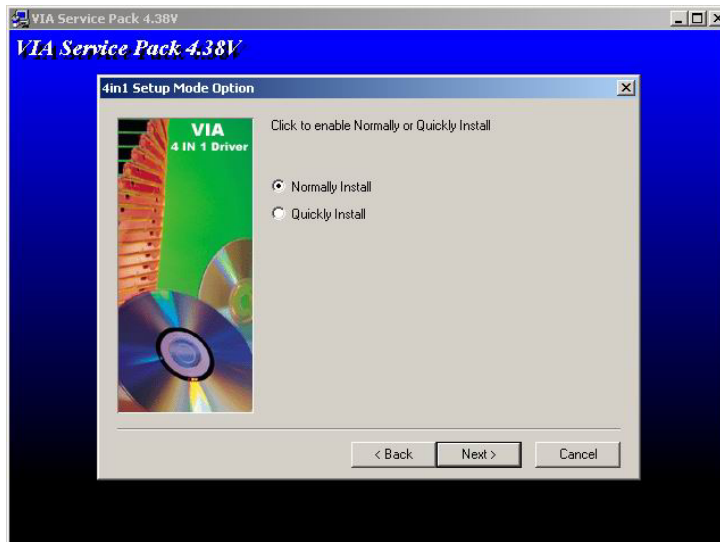 VIA Service Pack 4.38V
VIA Service Pack 4.38V
4in1 Setup Mode Option
VIA
4 IN 1 Driver
Click to enable Normally or Quickly Install
Normally Install
Quickly Install
< Back
Next >
Cancel